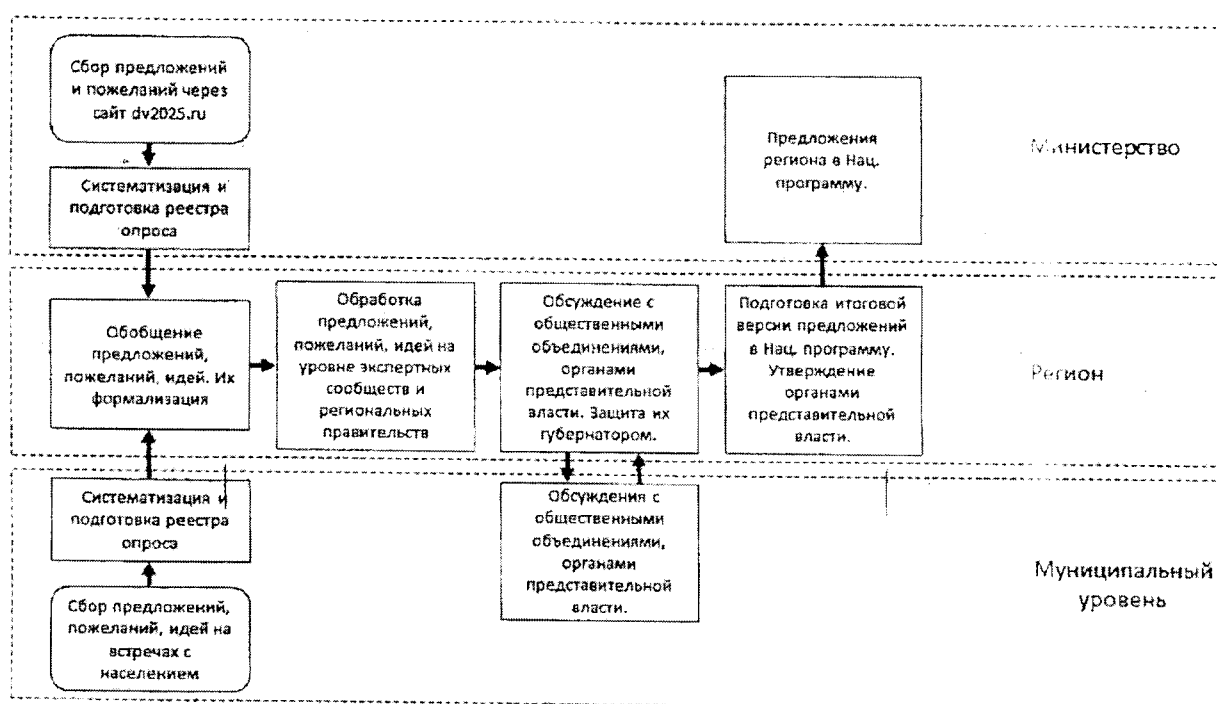 Сбор предложений
и пожеланий через
сайт dv2025.ru
Систематизация и
подготовка реестра
опроса
Предложения
региона в Нац.
программу.
Министерство
Обобщение
предложений,
пожеланий, идей. Их
формализация
Обработка
предложений,
пожеланий, идей на
уровне экспертных
сообществ и
региональных
правительств
Обсуждение с
общественными
объединениями,
органами
представительной
власти. Защита их
губернатором.
Подготовка итоговой
версии предложений
в Нац. программу.
Утверждение
органами
представительной
власти.
Регион
Систематизация и
подготовка реестра
опроса
Сбор предложений,
пожеланий, идей на
встречах с
населением
Обсуждения с
общественными
объединениями,
органами
представительной
власти.
Муниципальный
уровень